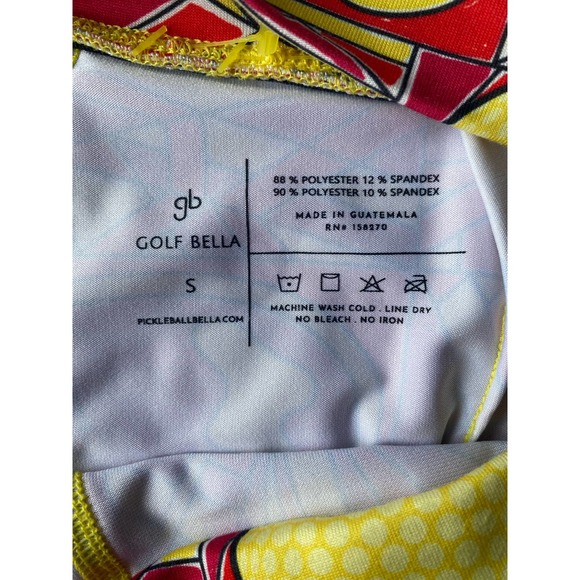 gb
GOLF BELLA
S
PICKLEBALLBELLA.COM
88 % POLYESTER 12 % SPANDEX
90 % POLYESTER 10 % SPANDEX
MADE IN GUATEMALA
RN# 158270
MACHINE WASH COLD . LINE DRY
NO BLEACH . NO IRON